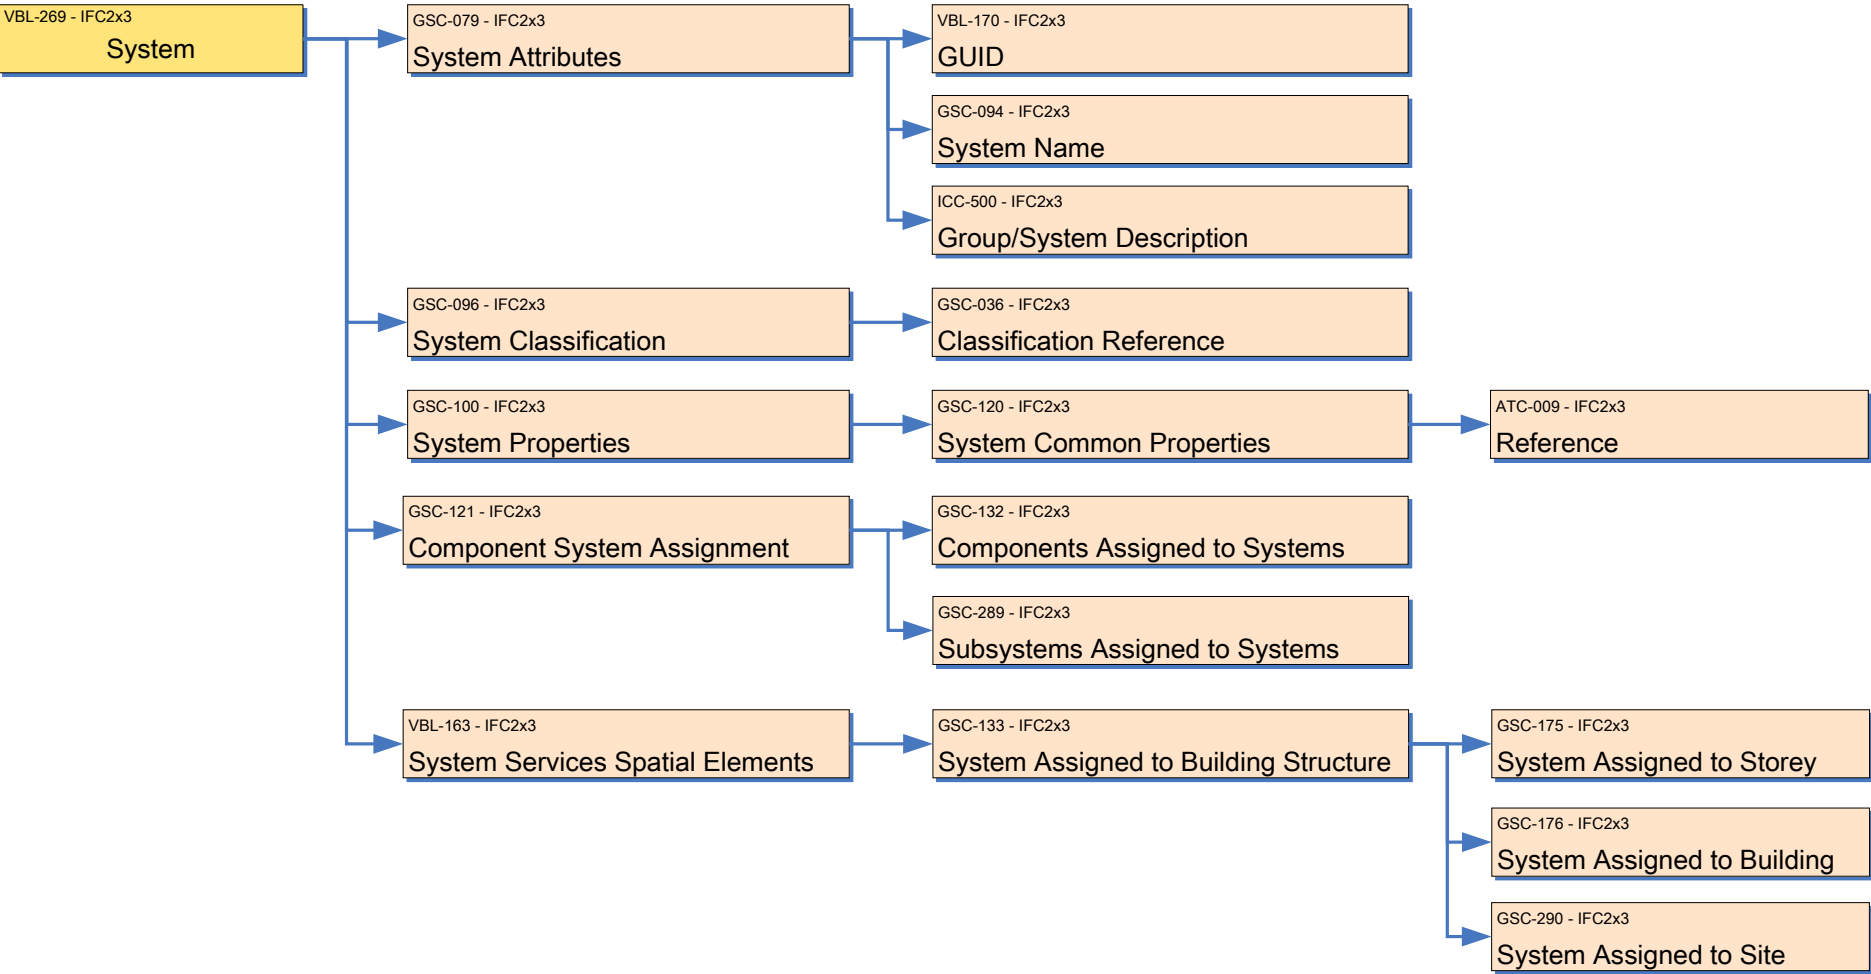 VBL-269 - IFC2x3
System
GSC-079 - IFC2x3
System Attributes
VBL-170 - IFC2x3
GUID
GSC-094 - IFC2x3
System Name
ICC-500 - IFC2x3
Group/System Description
GSC-096 - IFC2x3
System Classification
GSC-036 - IFC2x3
Classification Reference
GSC-100 - IFC2x3
System Properties
GSC-120 - IFC2x3
System Common Properties
ATC-009 - IFC2x3
Reference
GSC-121 - IFC2x3
Component System Assignment
GSC-132 - IFC2x3
Components Assigned to Systems
GSC-289 - IFC2x3
Subsystems Assigned to Systems
VBL-163 - IFC2x3
System Services Spatial Elements
GSC-133 - IFC2x3
System Assigned to Building Structure
GSC-175 - IFC2x3
System Assigned to Storey
GSC-176 - IFC2x3
System Assigned to Building
GSC-290 - IFC2x3
System Assigned to Site